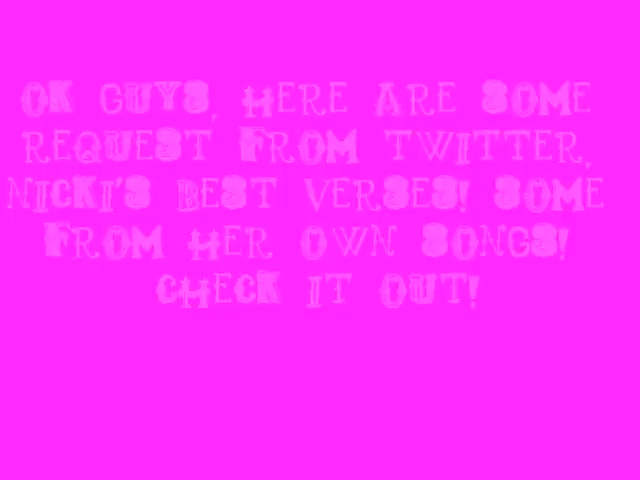 OK GUYS, HERE ARE SOME
REQUEST FROM TWITTER,
NICKI'S BEST VERSES! SOME
FROM HER OWN SONGS!
CHECK IT OUT!